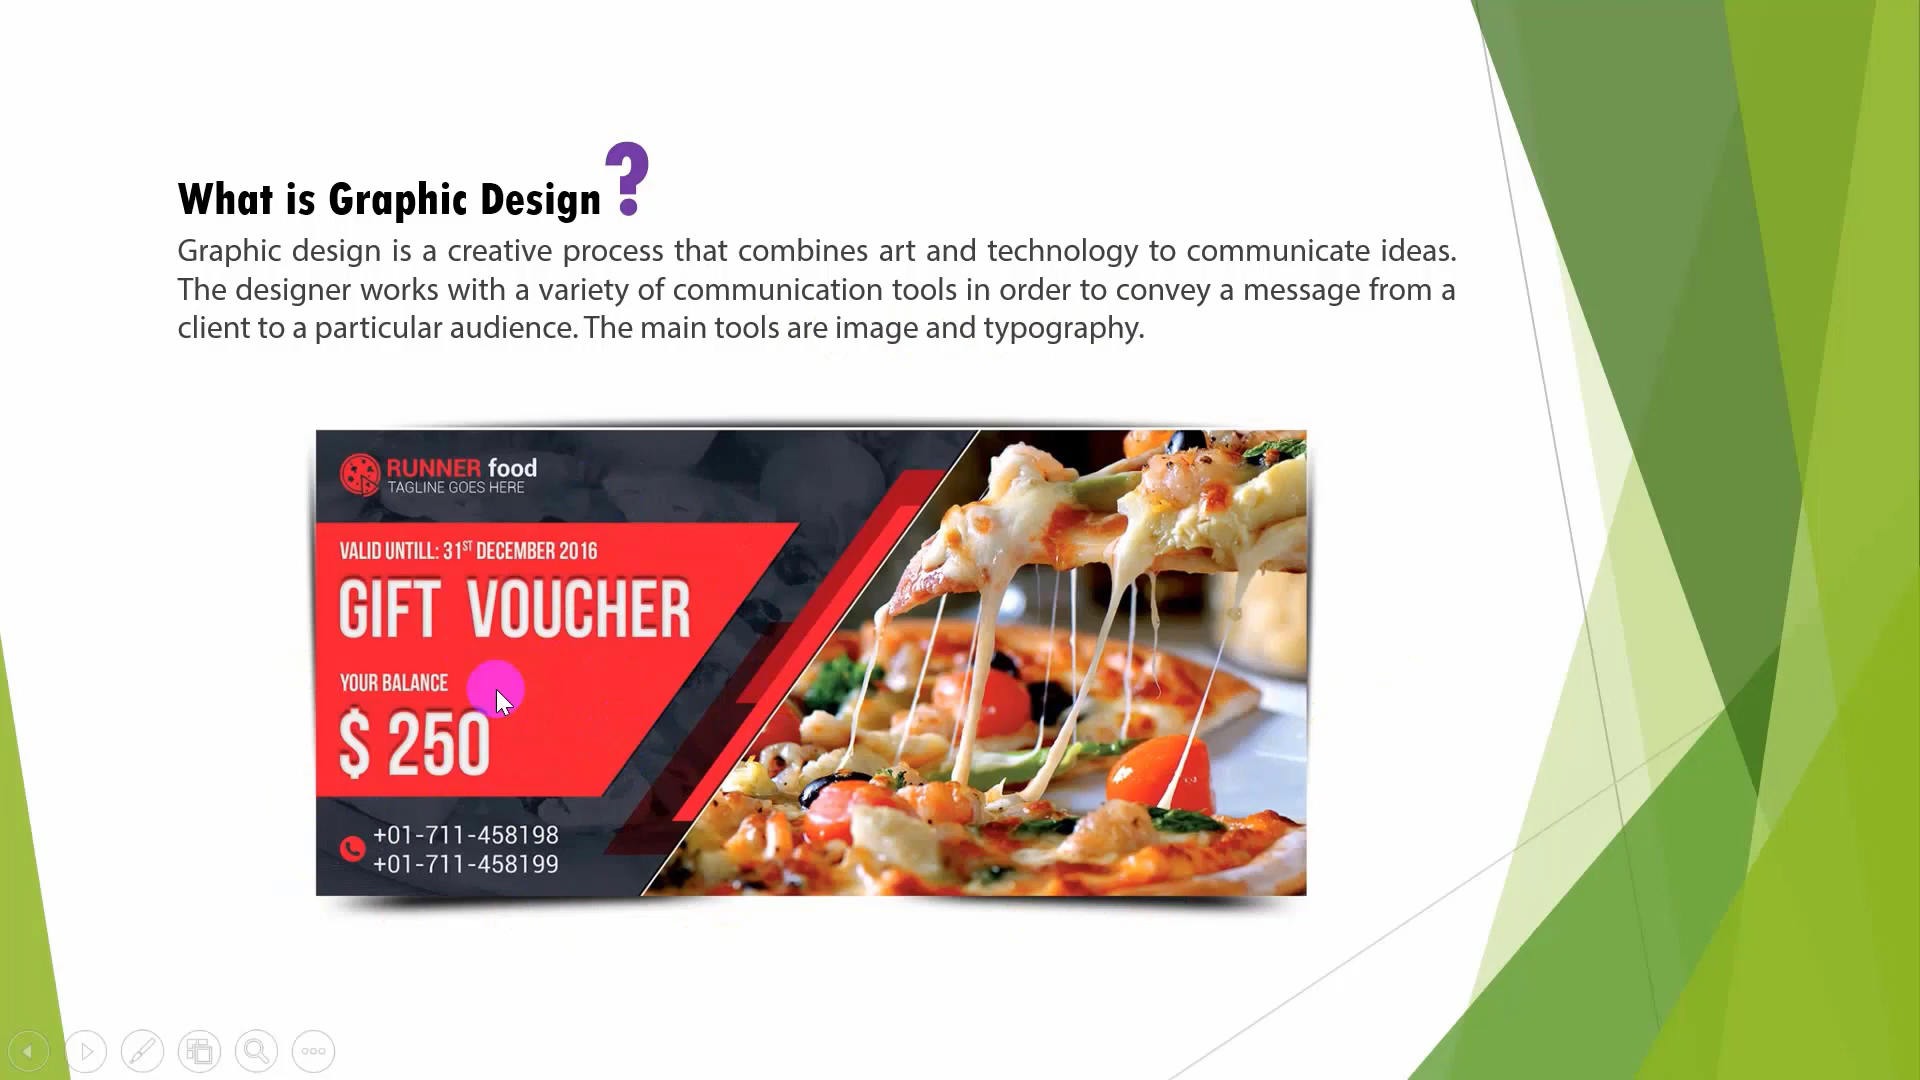 What is Graphic Design?
Graphic design is a creative process that combines art and technology to communicate ideas.
The designer works with a variety of communication tools in order to convey a message from a
client to a particular audience. The main tools are image and typography.
RUNNER food
TAGLINE GOES HERE
VALID UNTILL: 31ST DECEMBER 2016
GIFT VOUCHER
YOUR BALANCE
$ 250
+01-711-458198
+01-711-458199